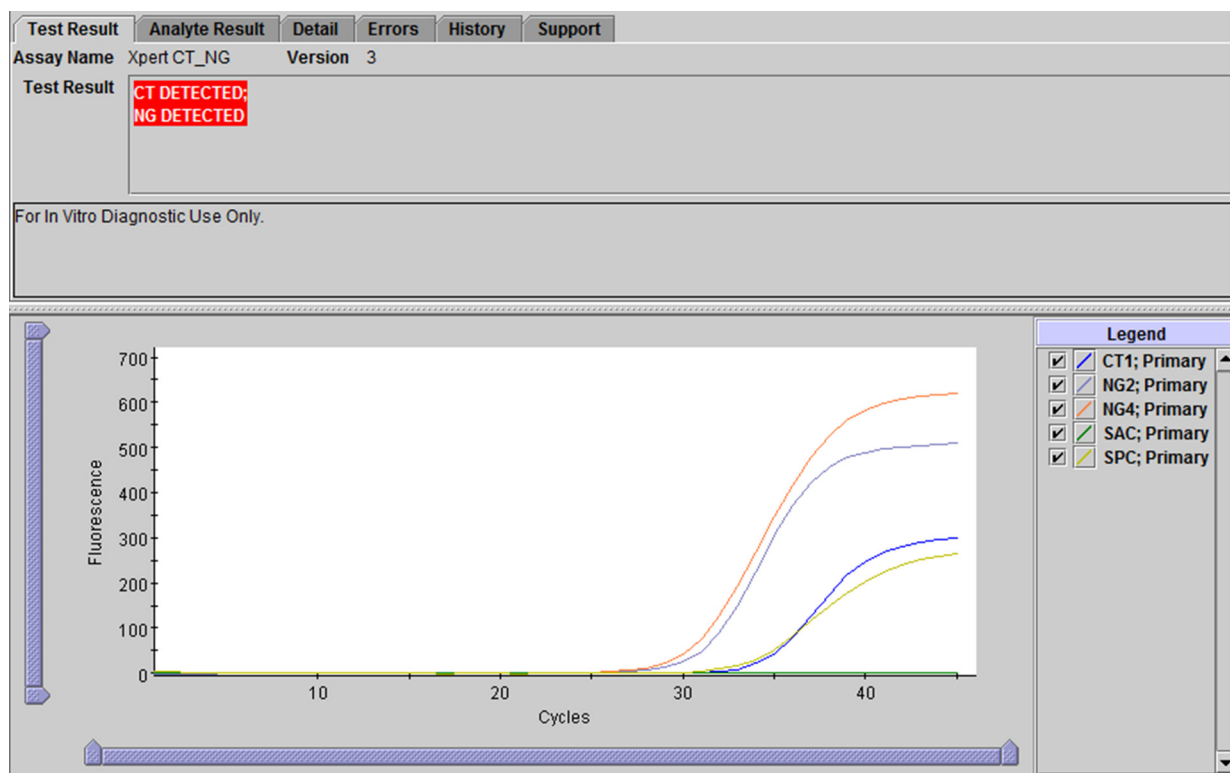 Test Result Analyte Result Detail Errors History Support
Assay Name Xpert CT_NG Version 3
Test Result CT DETECTED;
NG DETECTED
For In Vitro Diagnostic Use Only.
Legend
CT1; Primary
NG2; Primary
NG4; Primary
SAC; Primary
SPC; Primary
700
600
500
400
300
200
100
0
Fluorescence
10 20 30 40
Cycles